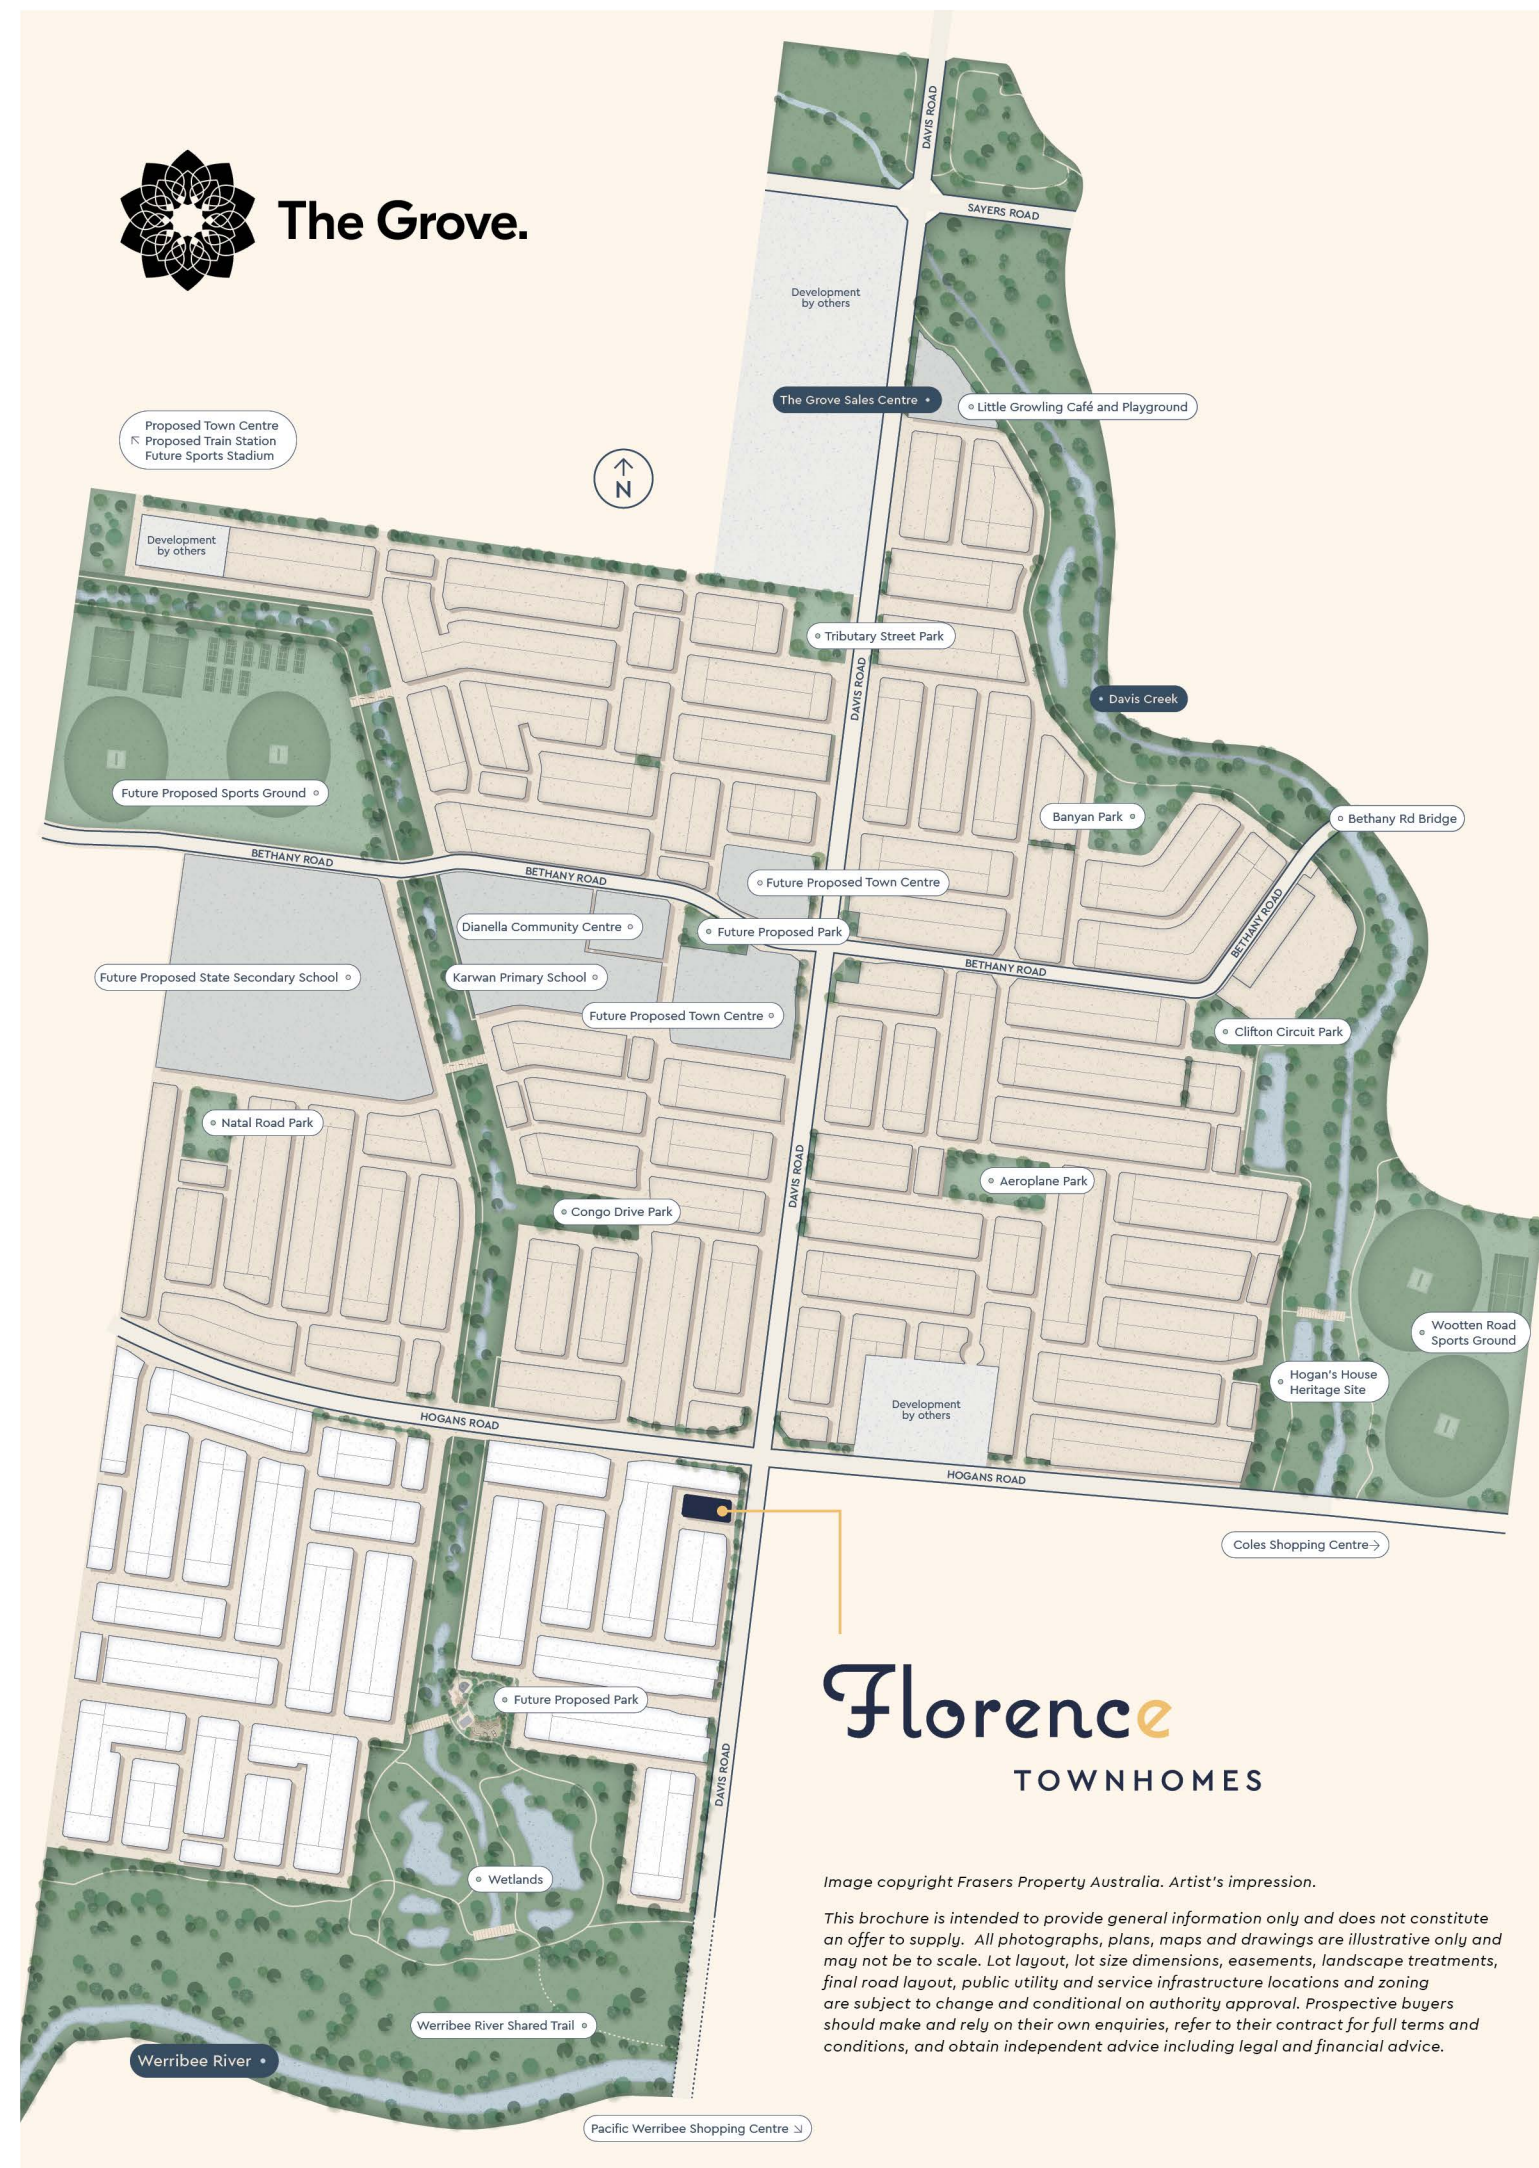 DAVIS ROAD
SAYERS ROAD
The Grove.
Development
by others
The Grove Sales Centre
Little Growling Café and Playground
Proposed Town Centre
Proposed Train Station
Future Sports Stadium
N
Development
by others
Tributary Street Park
DAVIS ROAD
Davis Creek
Future Proposed Sports Ground
Banyan Park
Bethany Rd Bridge
BETHANY ROAD
BETHANY ROAD
Future Proposed Town Centre
Dianella Community Centre
Future Proposed Park
BETHANY ROAD
BETHANY ROAD
Future Proposed State Secondary School
Karwan Primary School
Future Proposed Town Centre
Clifton Circuit Park
Natal Road Park
DAVIS ROAD
Aeroplane Park
Congo Drive Park
Wootten Road
Sports Ground
Hogan's House
Heritage Site
Development
by others
HOGANS ROAD
HOGANS ROAD
Coles Shopping Centre
Florence
TOWNHOMES
Future Proposed Park
DAVIS ROAD
Wetlands
Image copyright Frasers Property Australia. Artist's impression.
This brochure is intended to provide general information only and does not constitute
an offer to supply. All photographs, plans, maps and drawings are illustrative only and
may not be to scale. Lot layout, lot size dimensions, easements, landscape treatments,
final road layout, public utility and service infrastructure locations and zoning
are subject to change and conditional on authority approval. Prospective buyers
should make and rely on their own enquiries, refer to their contract for full terms and
conditions, and obtain independent advice including legal and financial advice.
Werribee River Shared Trail
Werribee River
Pacific Werribee Shopping Centre